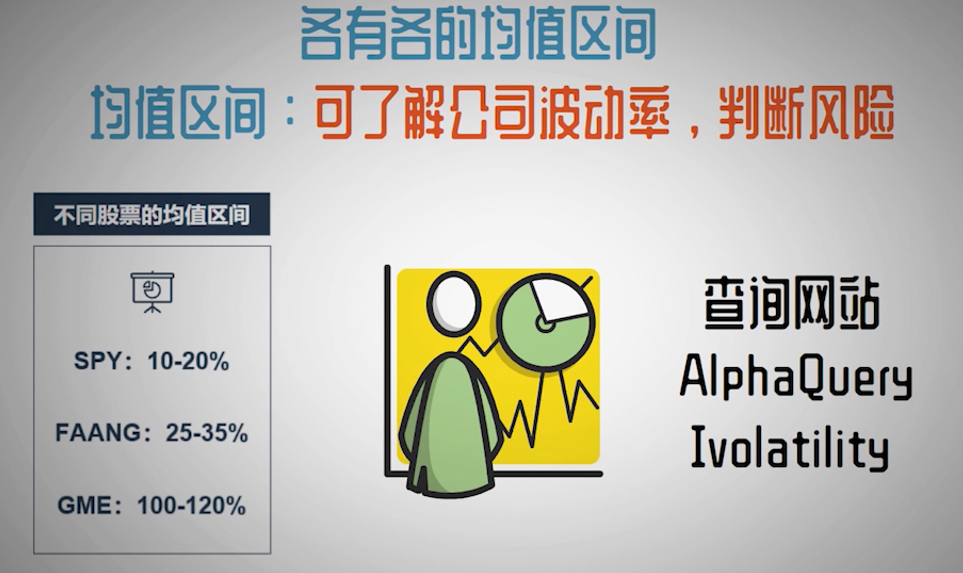 各有各的均值区间
均值区间：可了解公司波动率，判断风险
不同股票的均值区间
SPY：10-20%
FAANG：25-35%
GME：100-120%
查询网站
AlphaQuery
Ivolatility